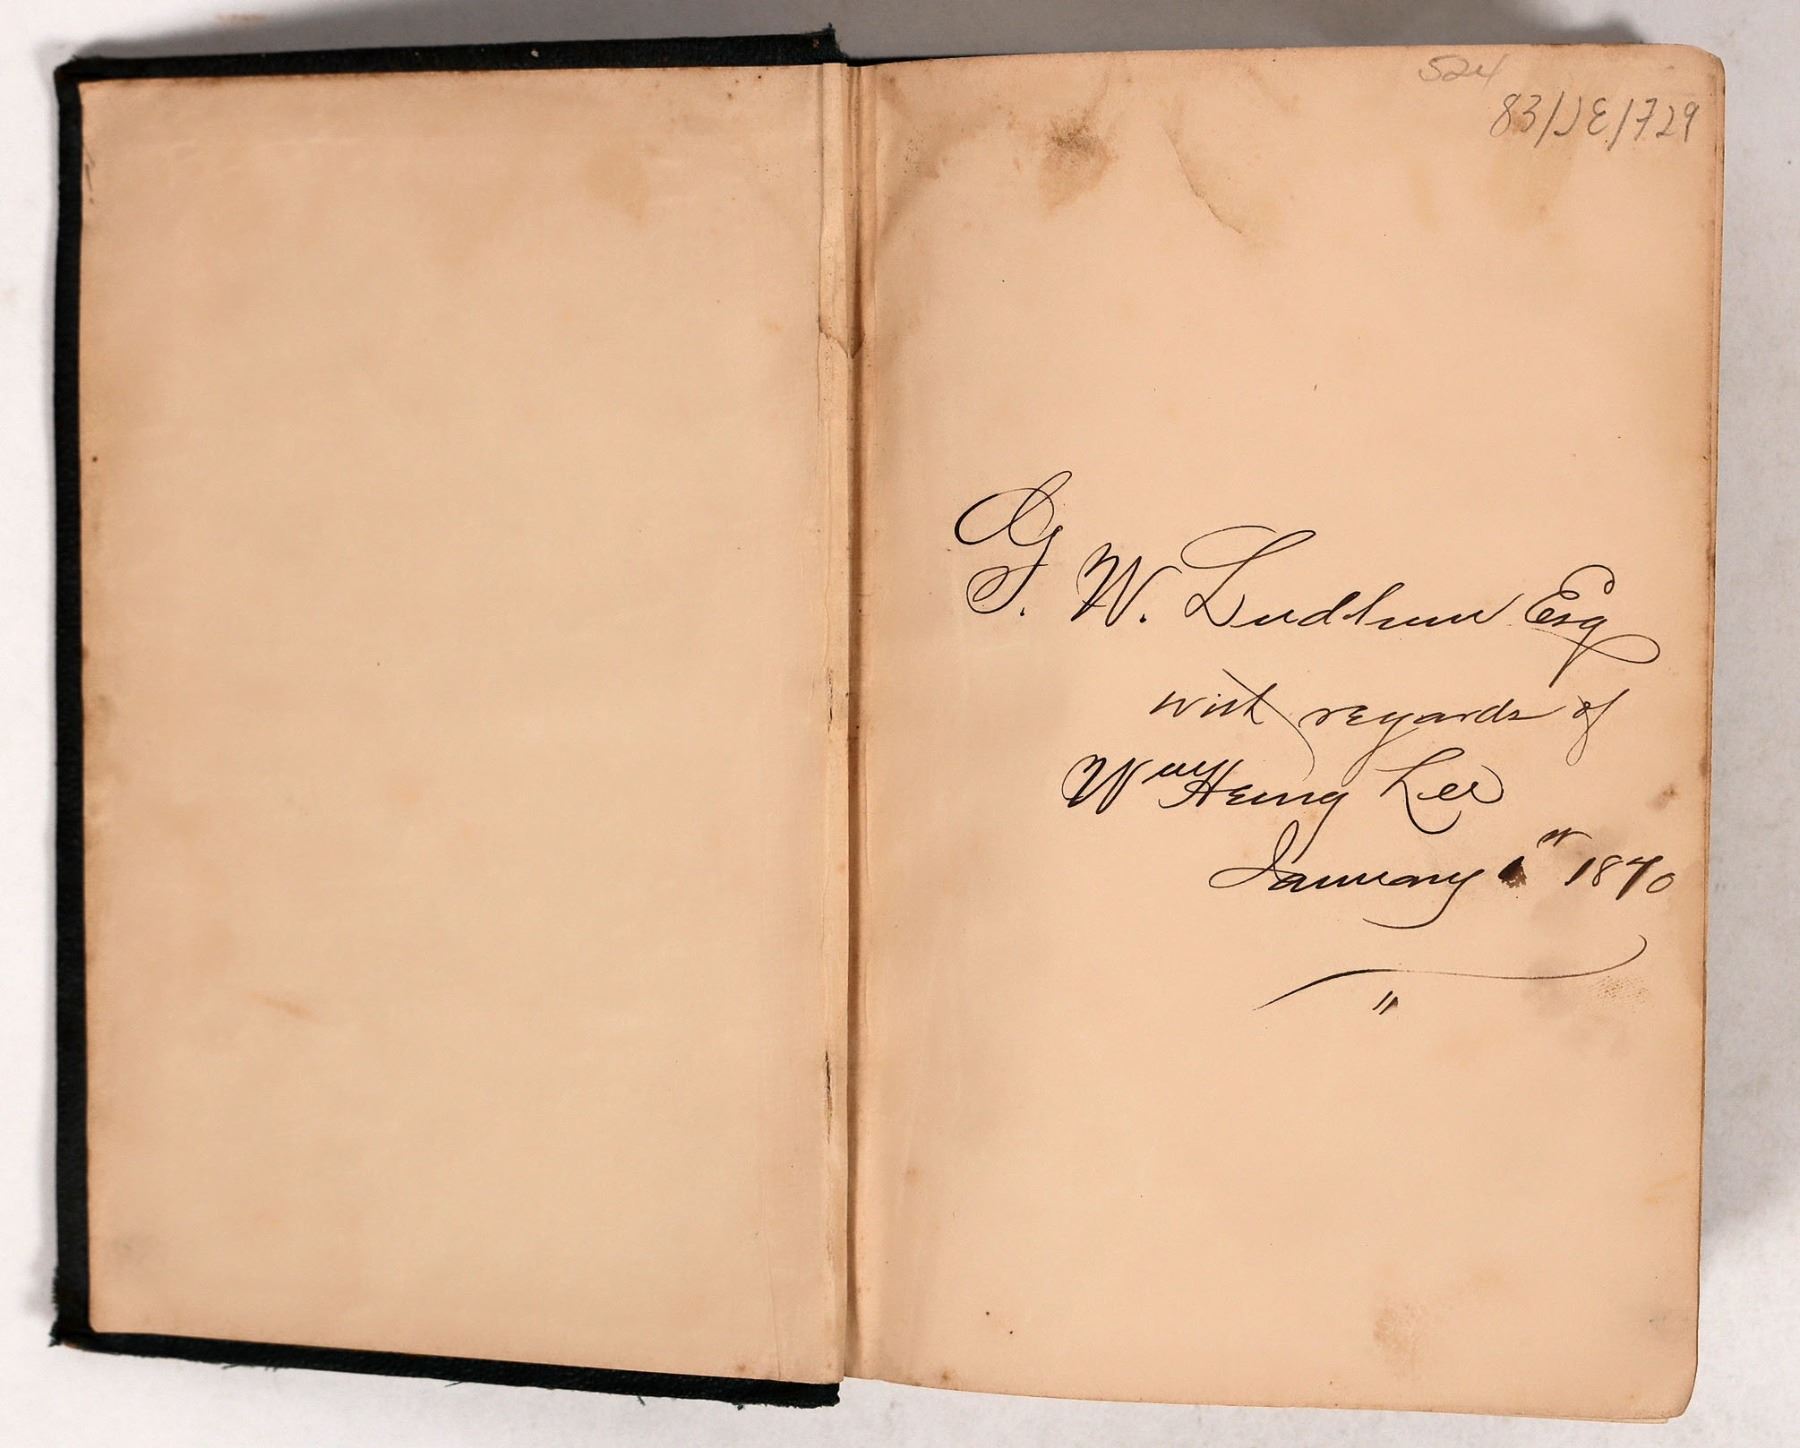 524
83/JE/729
G. W. Ludlum Esq
with regards of
Wm Henry Lee
January 1st 1870
"